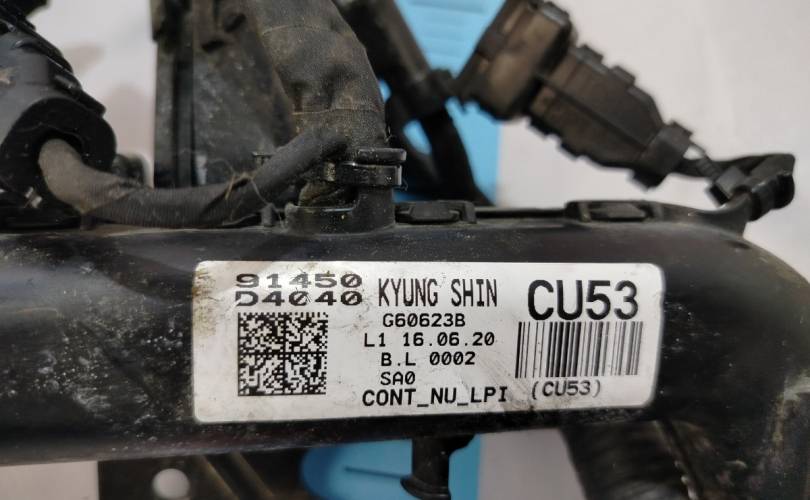 91450
D4040
KYUNG SHIN
CU53
G60623B
L1 16.06.20
B.L 0002
SA0
CONT_NU_LPI
(CU53)